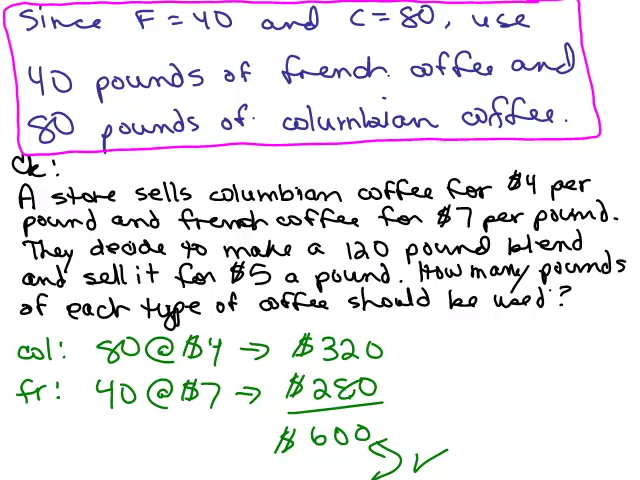 Since F = 40 and C = 80, use
40 pounds of french coffee and
80 pounds of columbian coffee.
Ck:
A store sells columbian coffee for $4 per
pound and french coffee for $7 per pound.
They decide to make a 120 pound blend
and sell it for $5 a pound. How many pounds
of each type of coffee should be used?
col: 80 @ $4 → $320
fr: 40 @ $7 → $280
$600 ✓